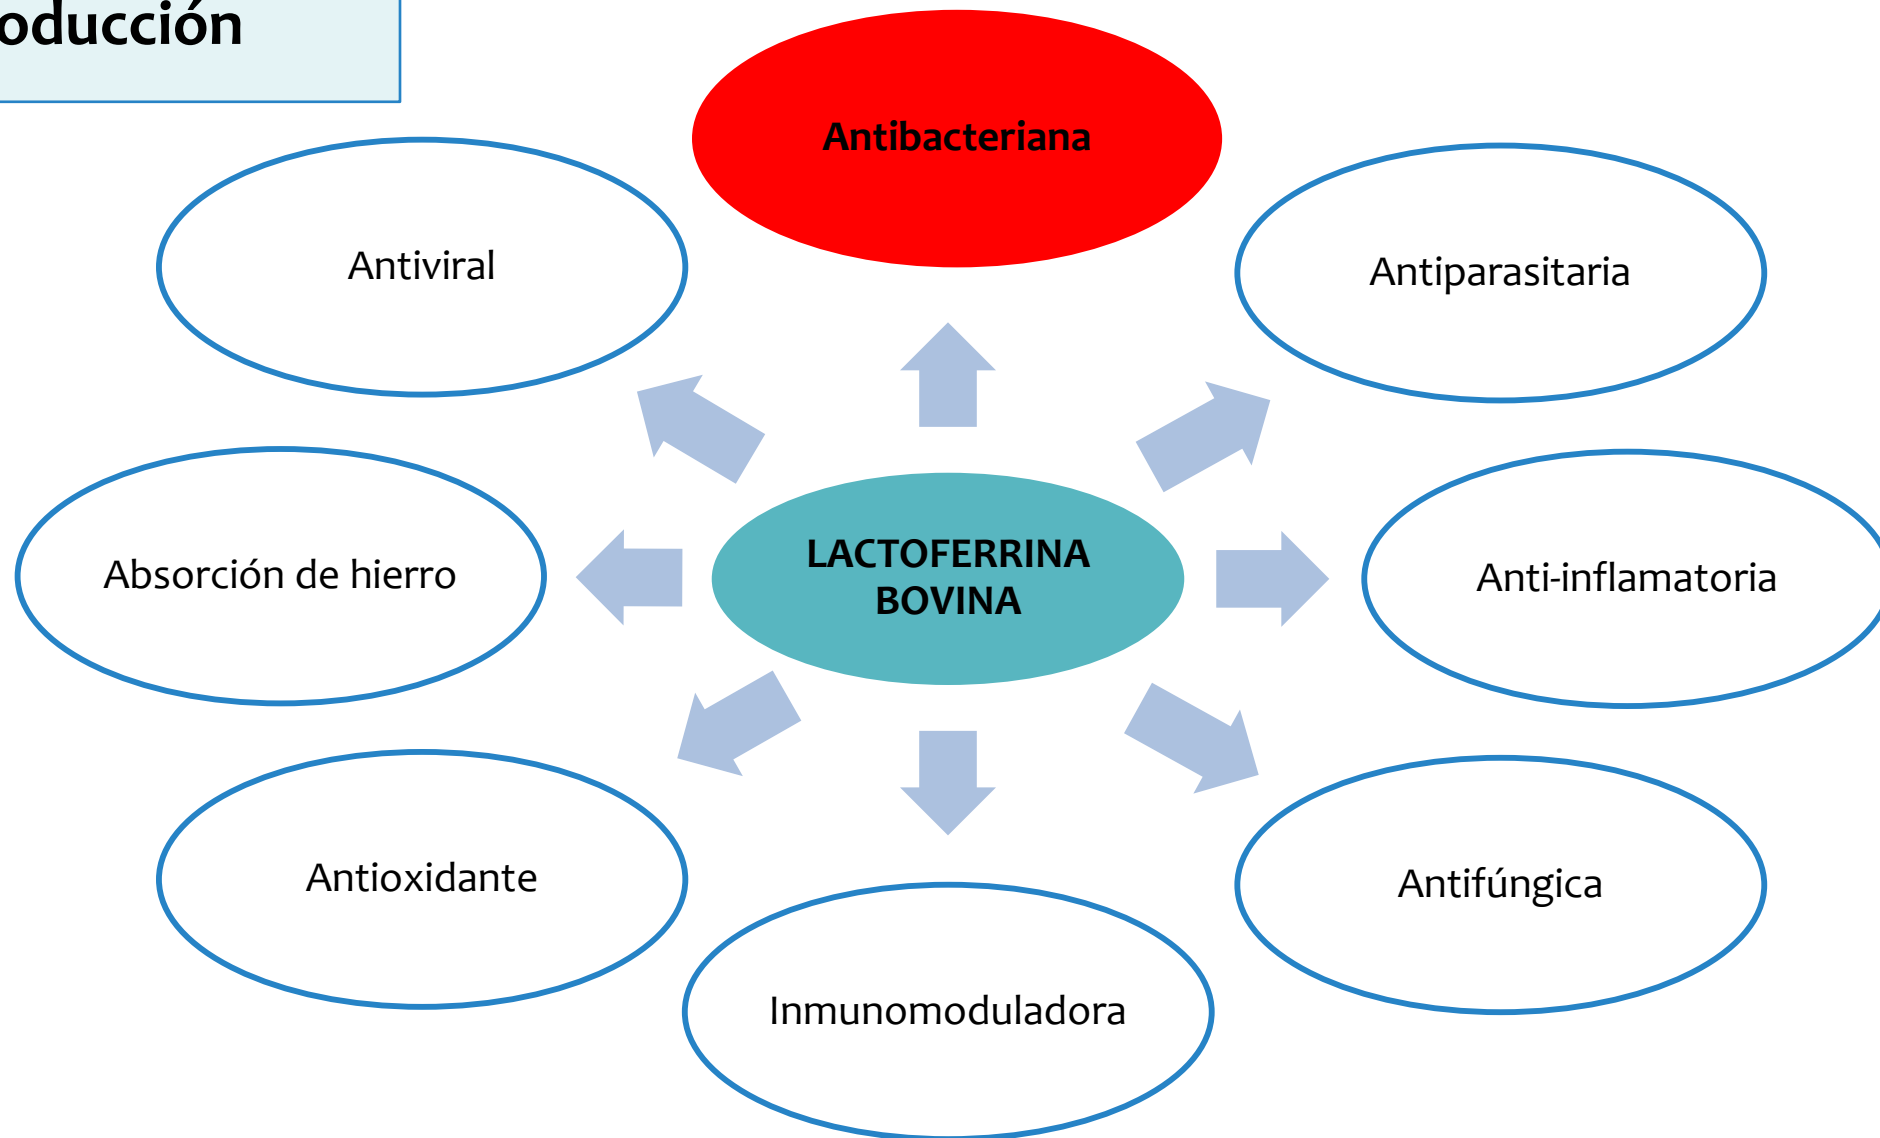 oducción
Antibacteriana
Antiviral
Antiparasitaria
Absorción de hierro
LACTOFERRINA
BOVINA
Anti-inflamatoria
Antioxidante
Antifúngica
Inmunomoduladora